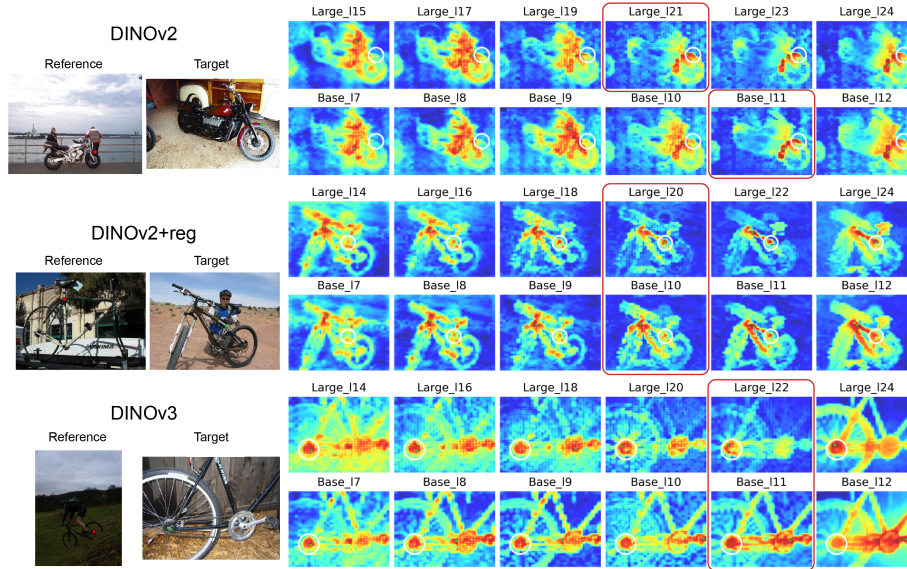 DINOv2
Reference
Target
Large_l15 Large_l17 Large_l19 Large_l21 Large_l23 Large_l24
Base_l7 Base_l8 Base_l9 Base_l10 Base_l11 Base_l12
DINOv2+reg
Reference
Target
KIMA
Large_l14 Large_l16 Large_l18 Large_l20 Large_l22 Large_l24
Base_l7 Base_l8 Base_l9 Base_l10 Base_l11 Base_l12
DINOv3
Reference
Target
Large_l14 Large_l16 Large_l18 Large_l20 Large_l22 Large_l24
Base_l7 Base_l8 Base_l9 Base_l10 Base_l11 Base_l12